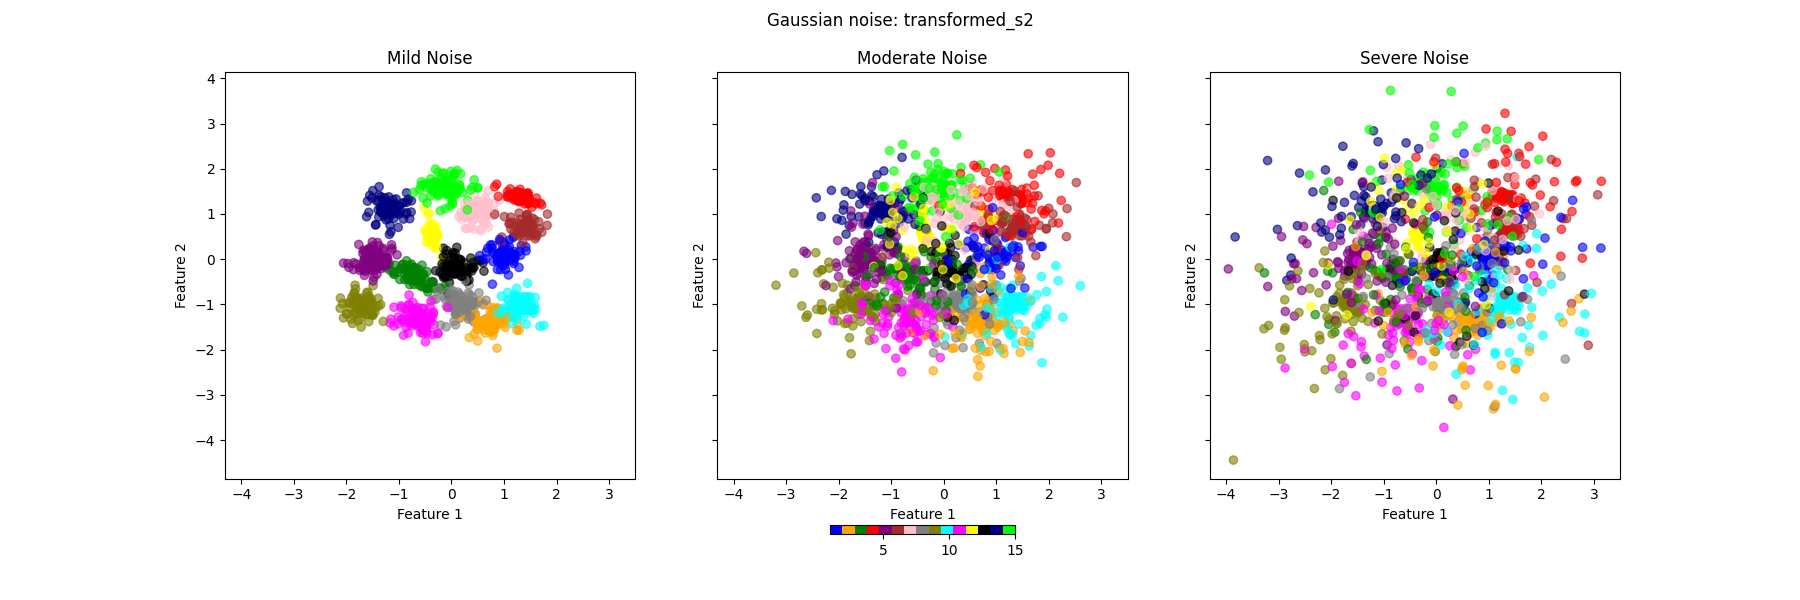 Gaussian noise: transformed_s2
Mild Noise
Moderate Noise
Severe Noise
4
3
2
1
0
−1
−2
−3
−4
Feature 2
Feature 2
Feature 2
−4 −3 −2 −1 0 1 2 3
−4 −3 −2 −1 0 1 2 3
−4 −3 −2 −1 0 1 2 3
Feature 1
Feature 1
Feature 1
5 10 15